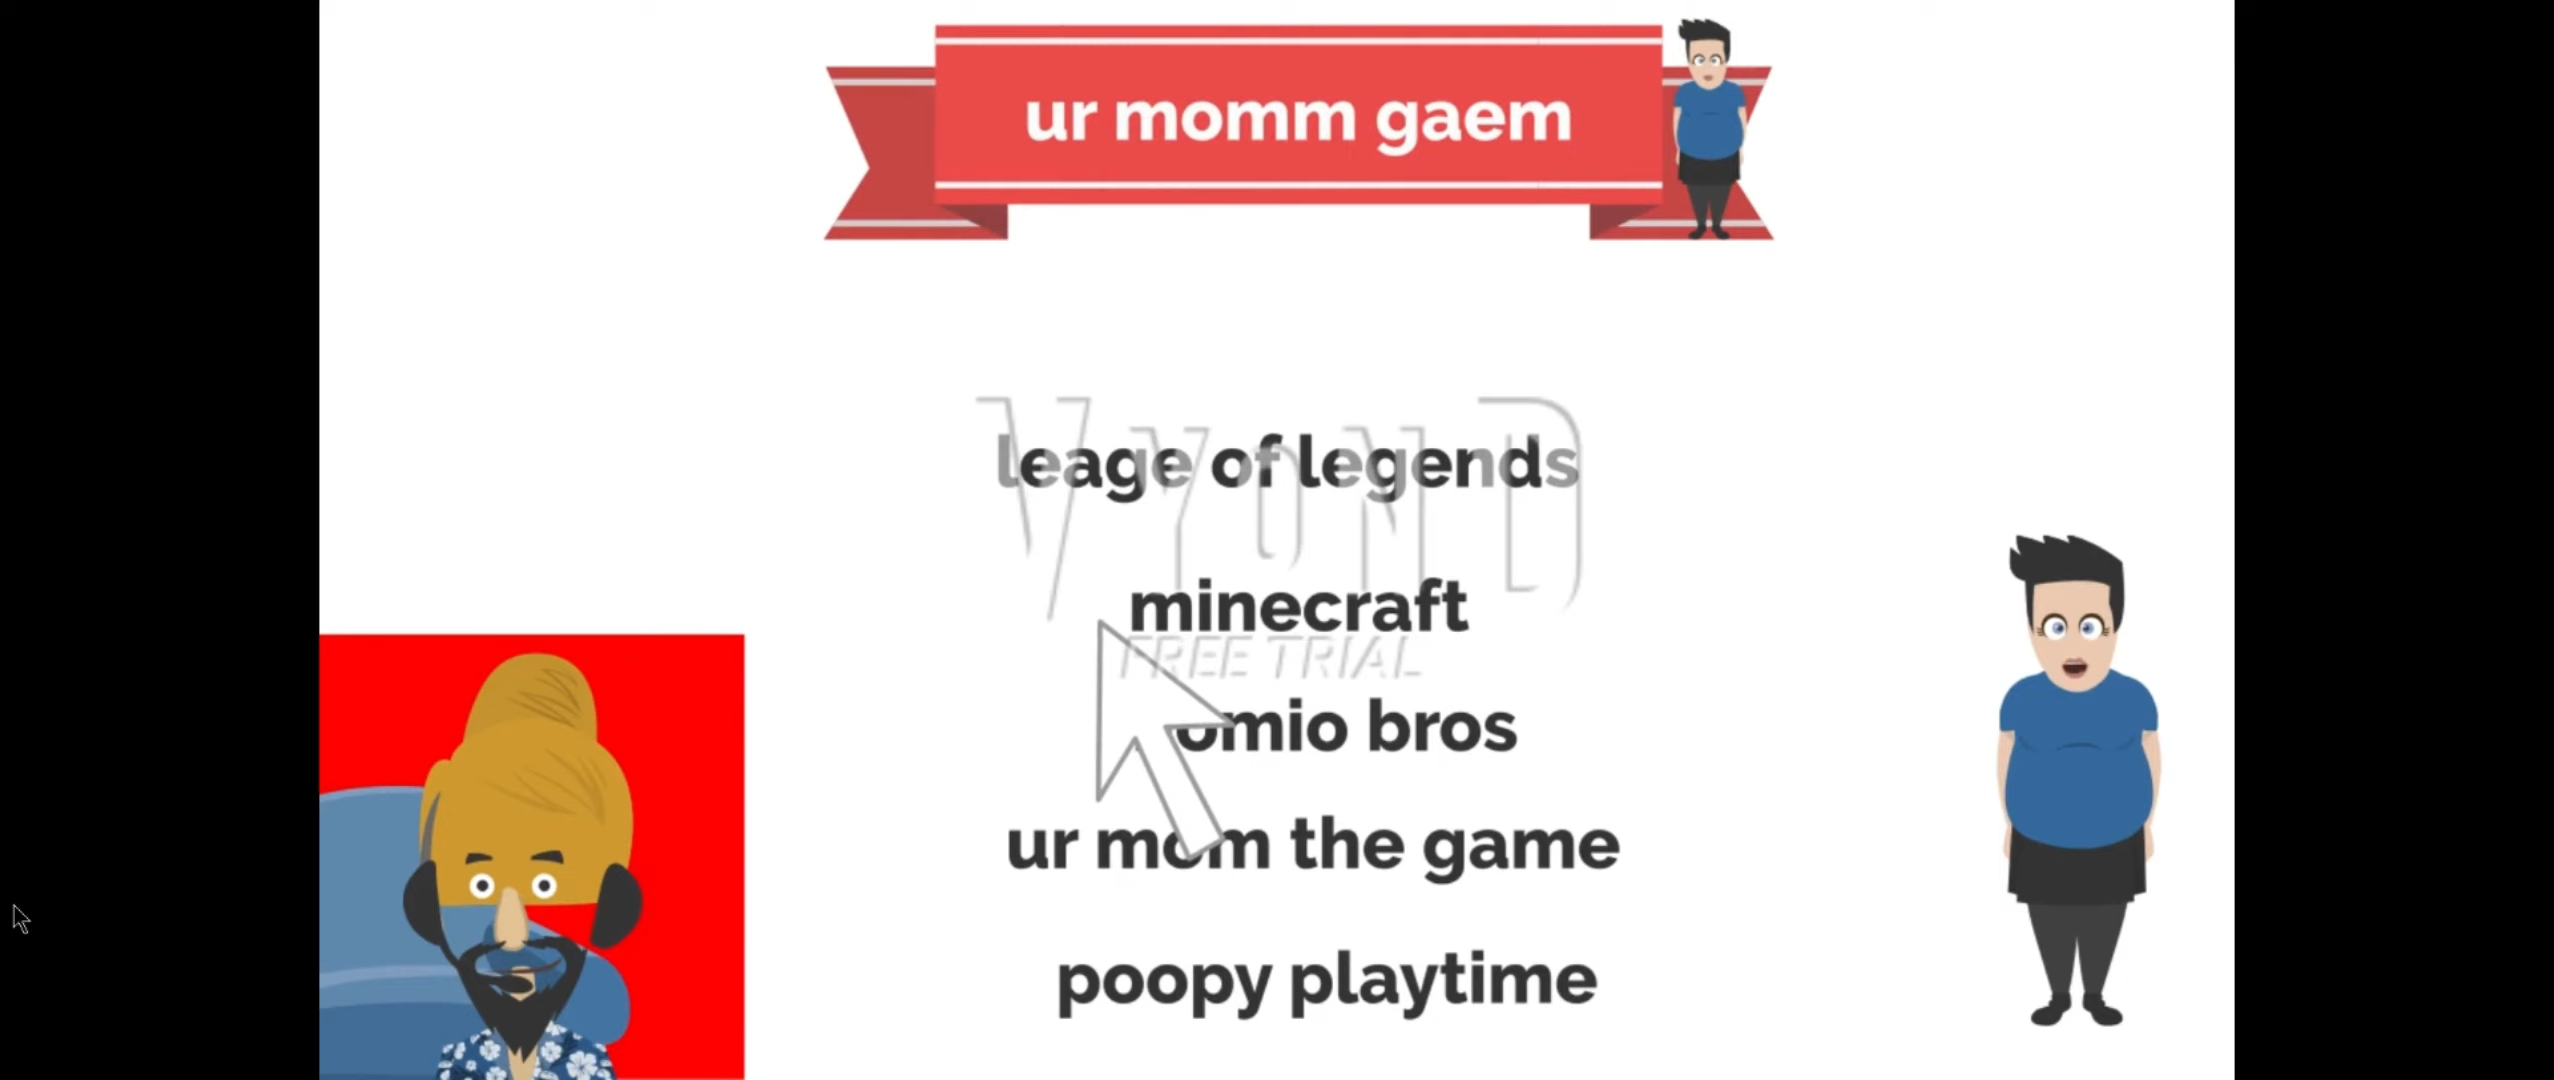 ur momm gaem
leage of legends
VYOND
minecraft
FREE TRIAL
omio bros
ur mom the game
poopy playtime